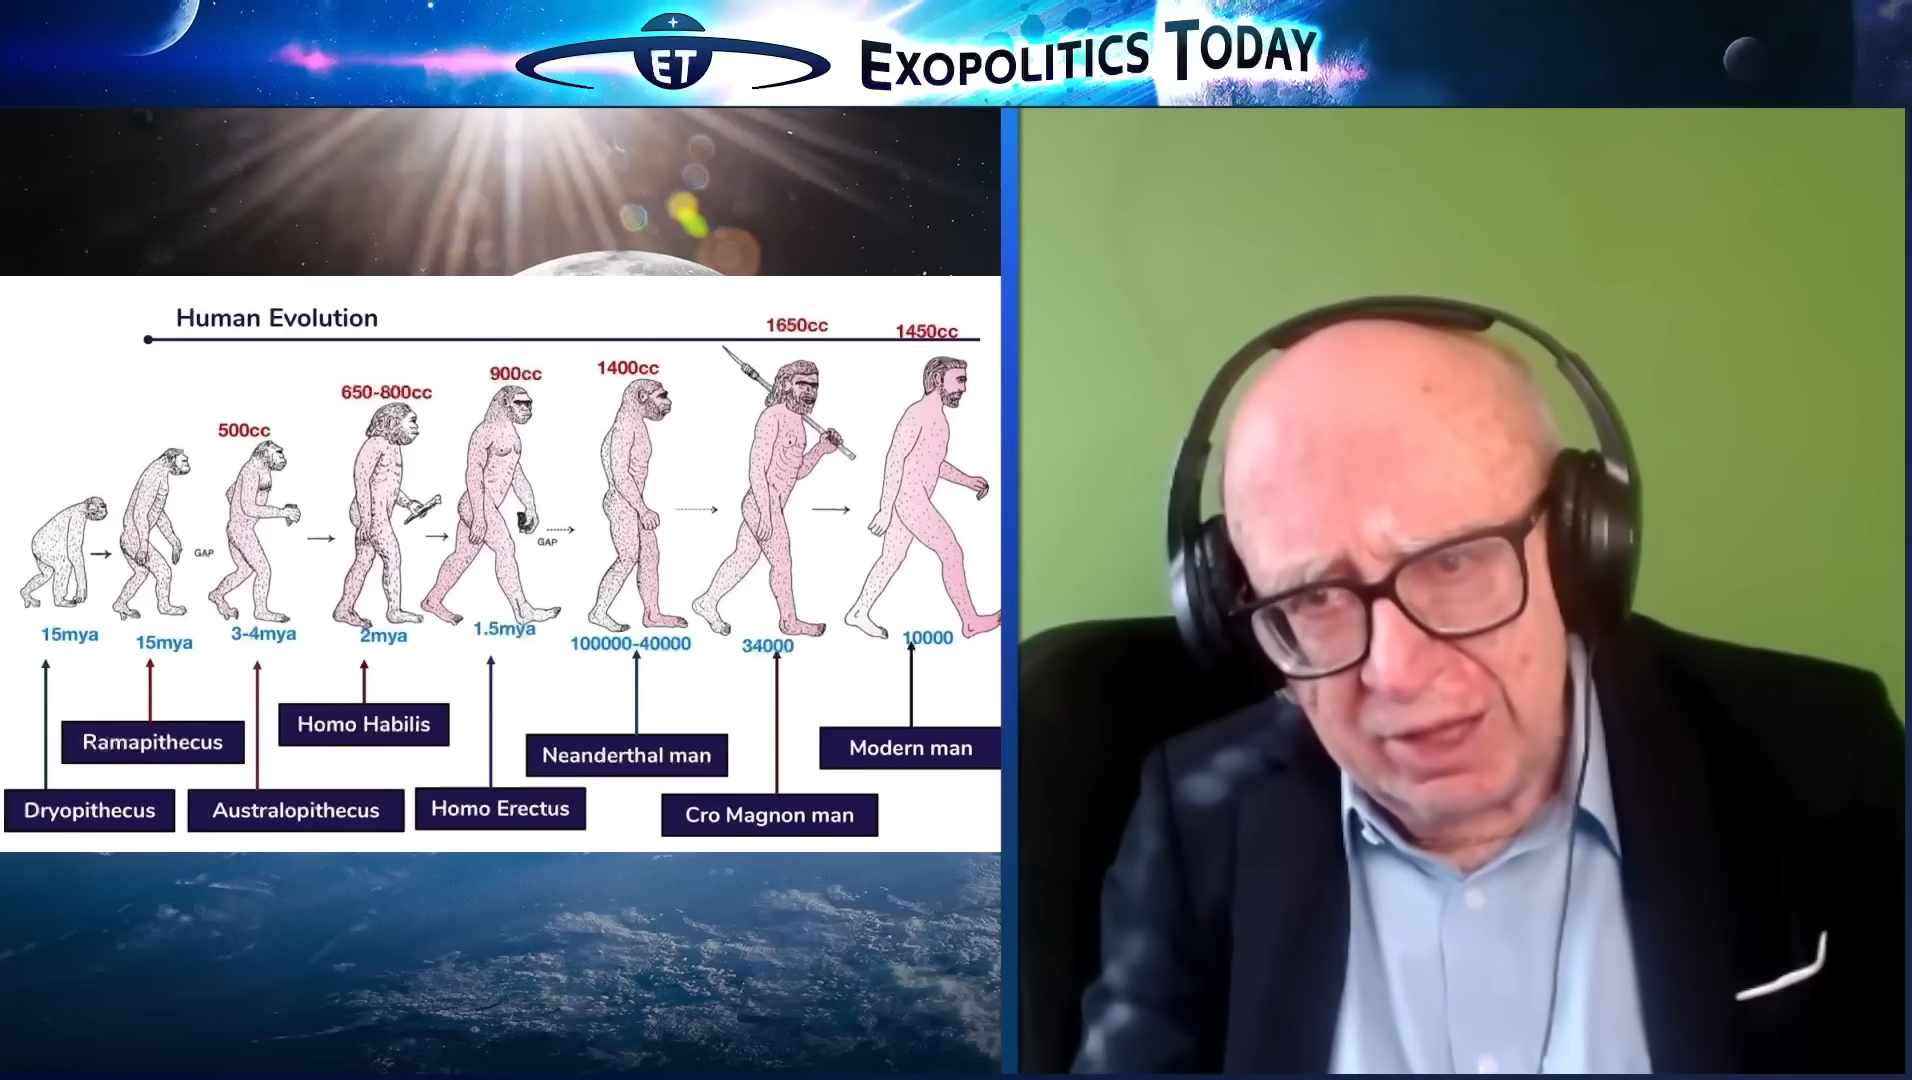 ET
EXOPOLITICS TODAY
Human Evolution
1650cc
1450cc
900cc
1400cc
650-800cc
500cc
GAP
GAP
15mya
15mya
3-4mya
2mya
1.5mya
100000-40000
34000
10000
Ramapithecus
Homo Habilis
Neanderthal man
Modern man
Dryopithecus
Australopithecus
Homo Erectus
Cro Magnon man